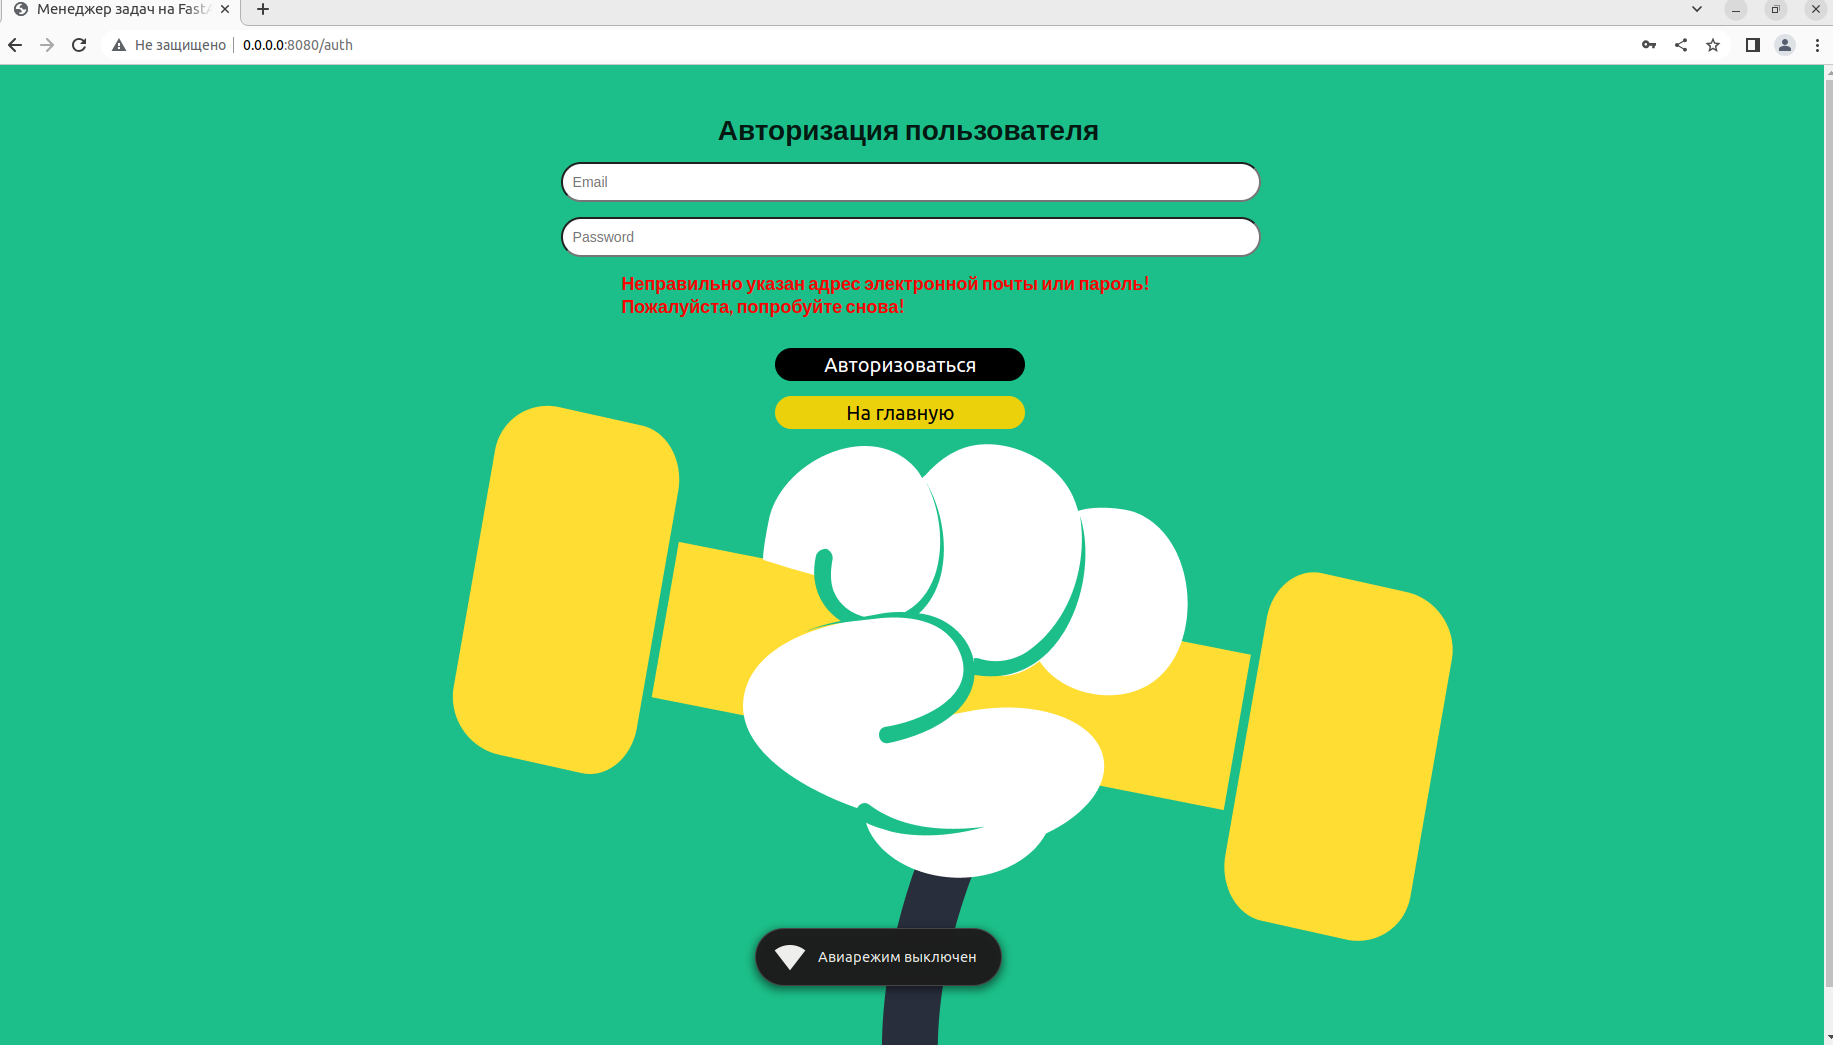 Менеджер задач на FastA
Не защищено
0.0.0.0:8080/auth
Авторизация пользователя
Email
Password
Неправильно указан адрес электронной почты или пароль!
Пожалуйста, попробуйте снова!
Авторизоваться
На главную
Авиарежим выключен